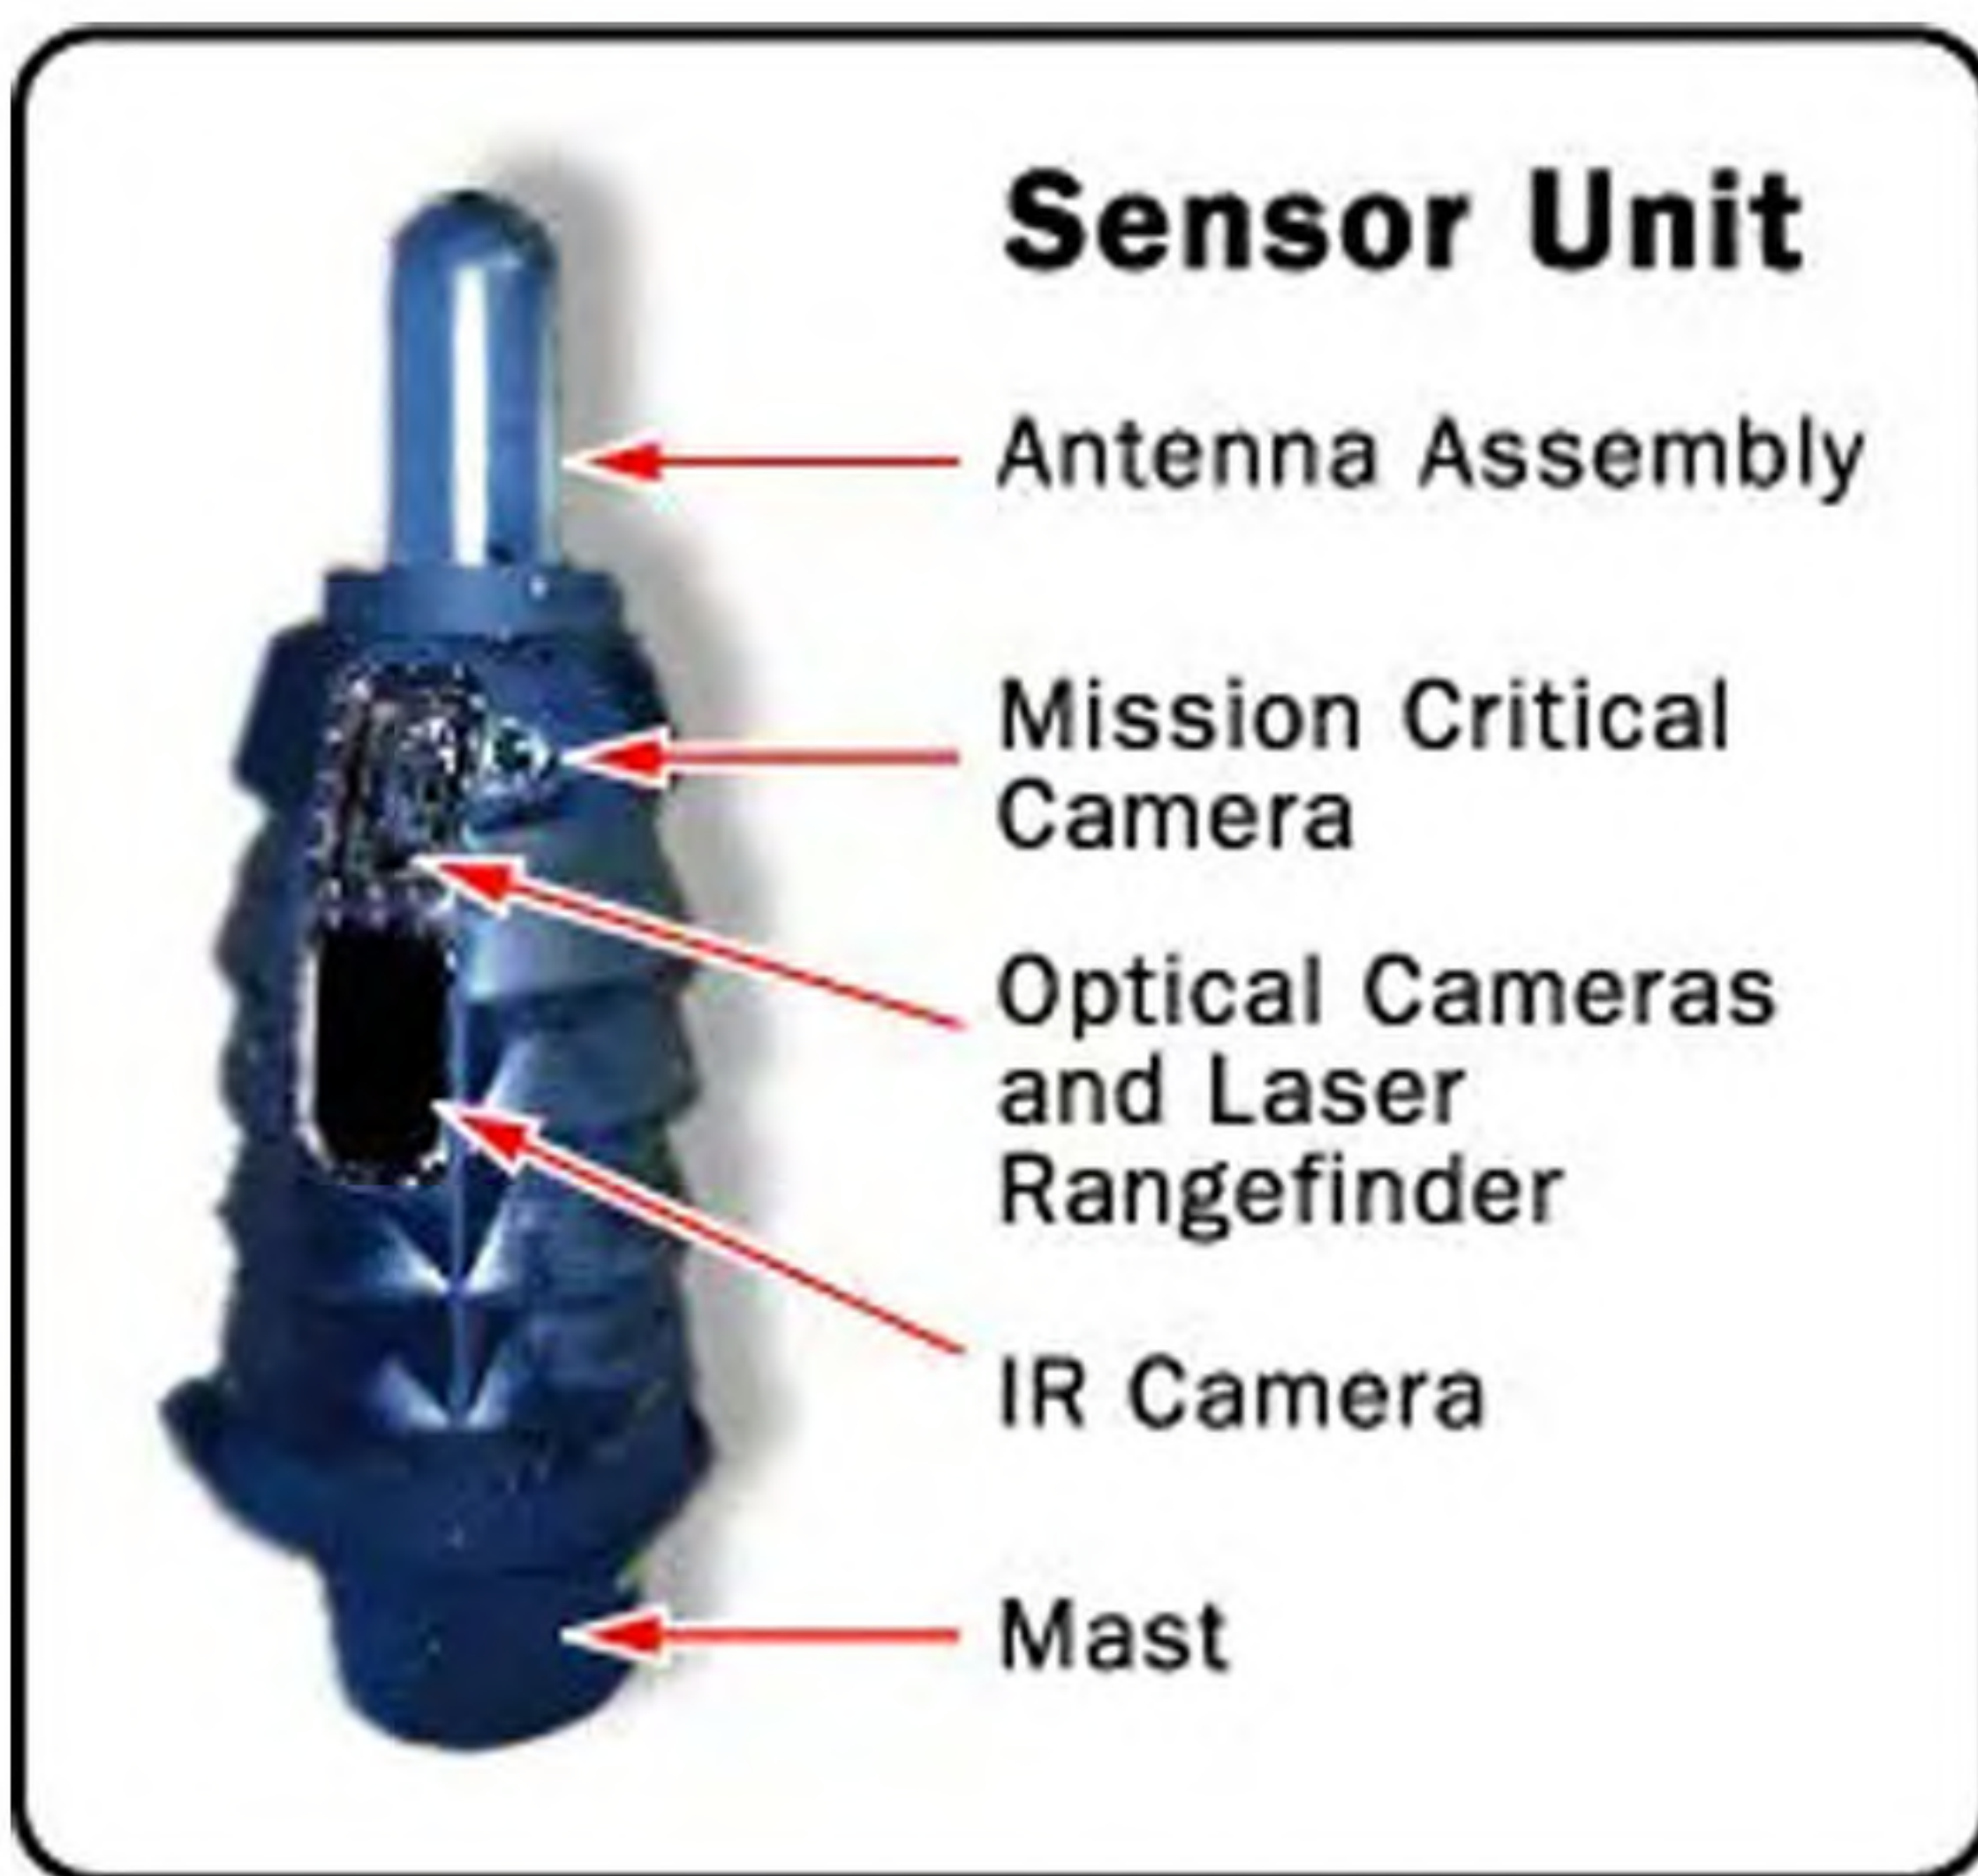 Sensor Unit
Antenna Assembly
Mission Critical
Camera
Optical Cameras
and Laser
Rangefinder
IR Camera
Mast